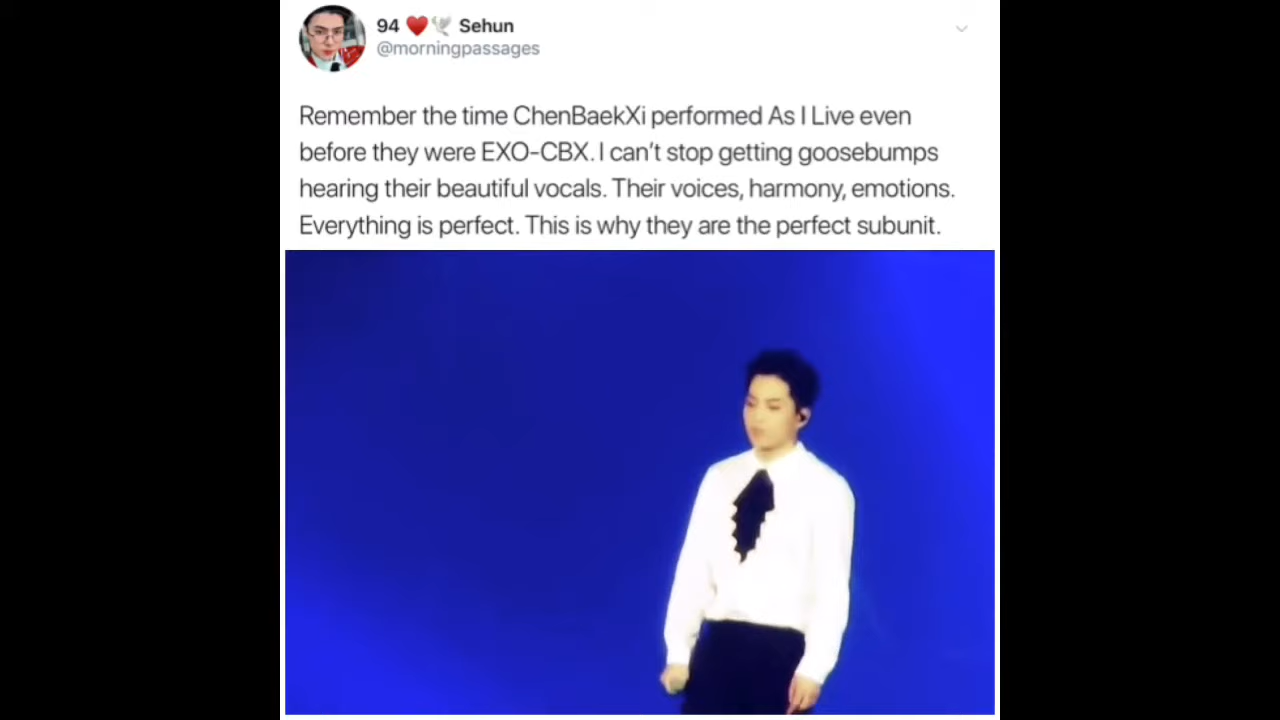 94 ♥️🕊️ Sehun
@morningpassages
Remember the time ChenBaekXi performed As I Live even
before they were EXO-CBX. I can’t stop getting goosebumps
hearing their beautiful vocals. Their voices, harmony, emotions.
Everything is perfect. This is why they are the perfect subunit.